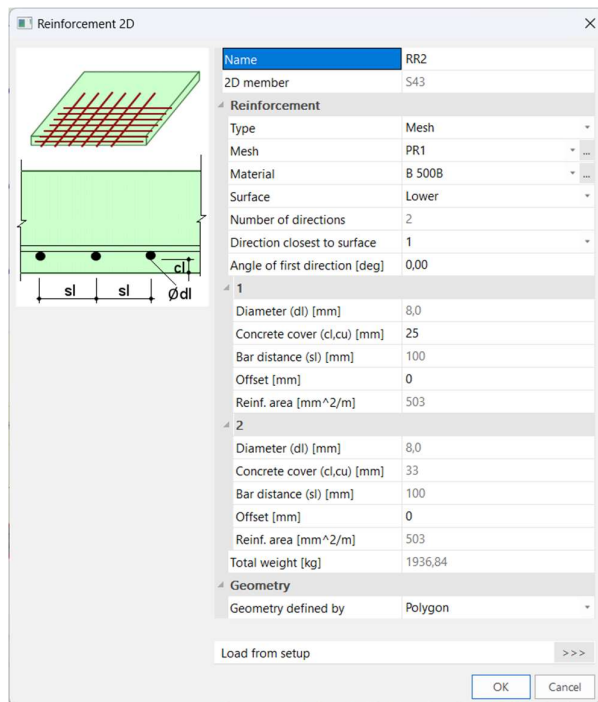 Reinforcement 2D
cl
sl sl Ødl
Name RR2
2D member S43
Reinforcement
Type Mesh
Mesh PR1 ...
Material B 500B ...
Surface Lower
Number of directions 2
Direction closest to surface 1
Angle of first direction [deg] 0,00
1
Diameter (dl) [mm] 8,0
Concrete cover (cl,cu) [mm] 25
Bar distance (sl) [mm] 100
Offset [mm] 0
Reinf. area [mm^2/m] 503
2
Diameter (dl) [mm] 8,0
Concrete cover (cl,cu) [mm] 33
Bar distance (sl) [mm] 100
Offset [mm] 0
Reinf. area [mm^2/m] 503
Total weight [kg] 1936,84
Geometry
Geometry defined by Polygon
Load from setup >>>
OK Cancel